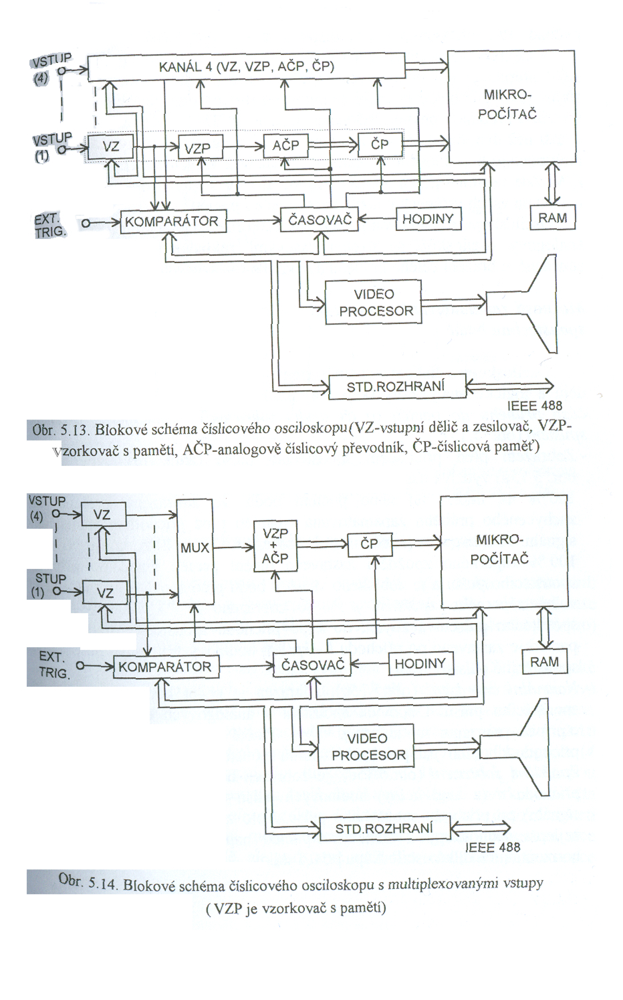 VSTUP
(4)
KANÁL 4 (VZ, VZP, AČP, ČP)
MIKRO-
POČÍTAČ
VSTUP
(1)
VZ
VZP
AČP
ČP
EXT.
TRIG.
KOMPARÁTOR
ČASOVAČ
HODINY
RAM
VIDEO
PROCESOR
STD.ROZHRANÍ
IEEE 488
Obr. 5.13. Blokové schéma číslicového osciloskopu(VZ-vstupní dělič a zesilovač, VZP-
vzorkovač s pamětí, AČP-analogově číslicový převodník, ČP-číslicová paměť)
VSTUP
(4)
VZ
MUX
VZP
+
AČP
ČP
MIKRO-
POČÍTAČ
STUP
(1)
VZ
EXT.
TRIG.
KOMPARÁTOR
ČASOVAČ
HODINY
RAM
VIDEO
PROCESOR
STD.ROZHRANÍ
IEEE 488
Obr. 5.14. Blokové schéma číslicového osciloskopu s multiplexovanými vstupy
( VZP je vzorkovač s pamětí)